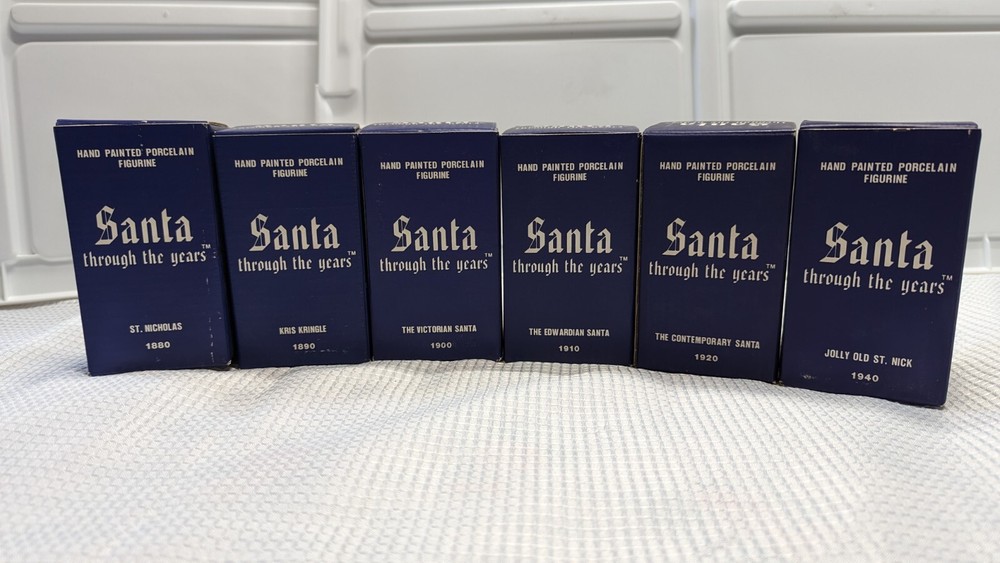 HAND PAINTED PORCELAIN
FIGURINE
Santa
through the years™
ST. NICHOLAS
1880
HAND PAINTED PORCELAIN
FIGURINE
Santa
through the years™
KRIS KRINGLE
1890
HAND PAINTED PORCELAIN
FIGURINE
Santa
through the years™
THE VICTORIAN SANTA
1900
HAND PAINTED PORCELAIN
FIGURINE
Santa
through the years™
THE EDWARDIAN SANTA
1910
HAND PAINTED PORCELAIN
FIGURINE
Santa
through the years™
THE CONTEMPORARY SANTA
1920
HAND PAINTED PORCELAIN
FIGURINE
Santa
through the years™
JOLLY OLD ST. NICK
1940